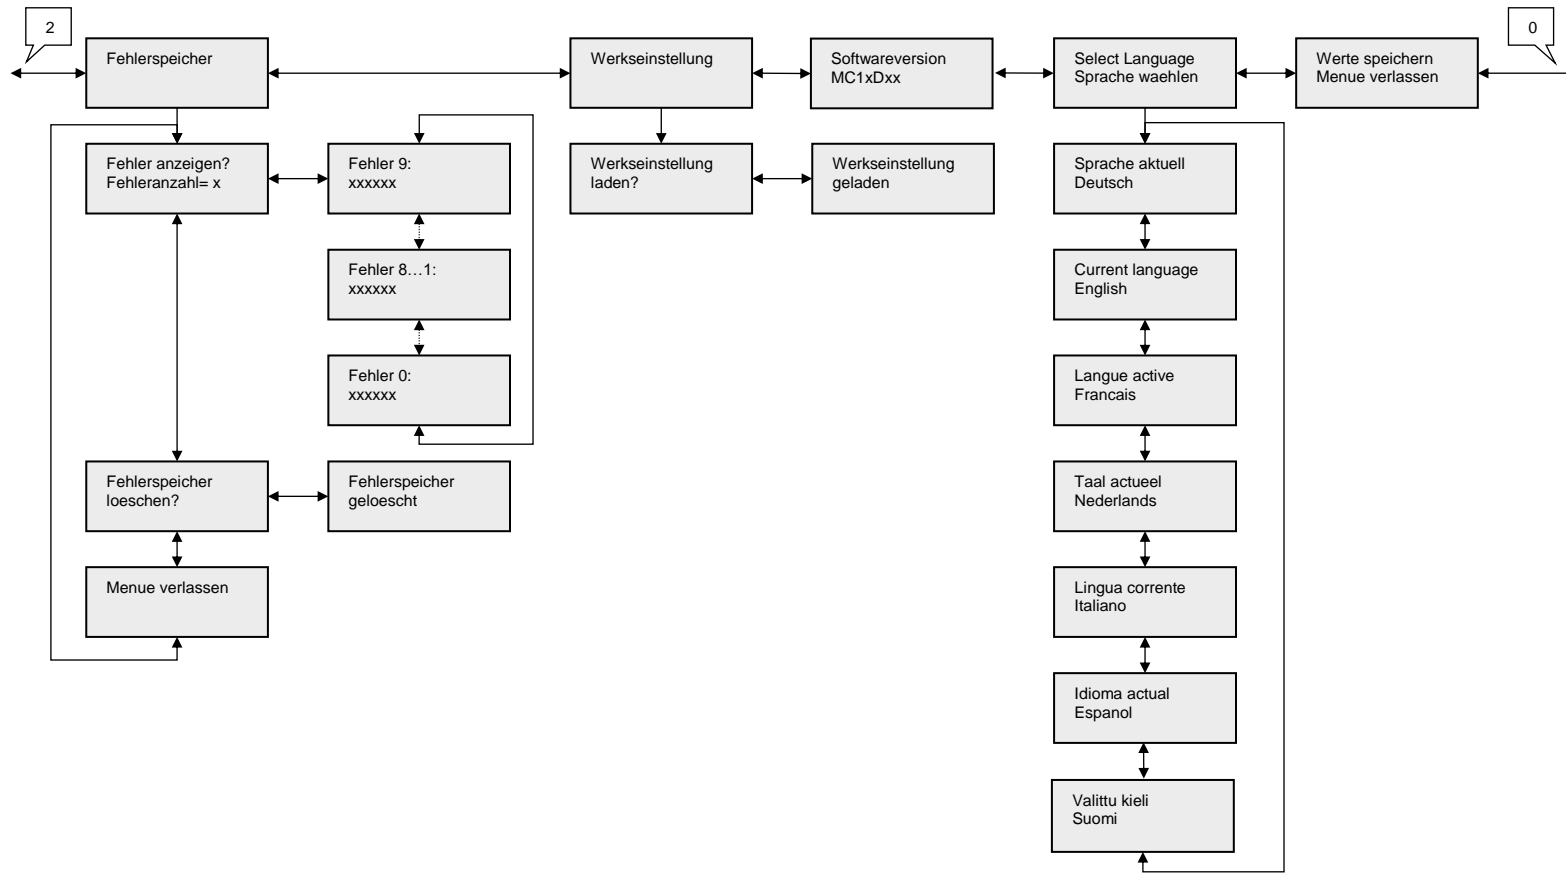 2
0
Fehlerspeicher
Werkseinstellung
Softwareversion
MC1xDxx
Select Language
Sprache waehlen
Werte speichern
Menue verlassen
Fehler anzeigen?
Fehleranzahl= x
Fehler 9:
xxxxxx
Werkseinstellung
laden?
Werkseinstellung
geladen
Sprache aktuell
Deutsch
Fehler 8…1:
xxxxxx
Current language
English
Fehler 0:
xxxxxx
Langue active
Francais
Fehlerspeicher
loeschen?
Fehlerspeicher
geloescht
Taal actueel
Nederlands
Menue verlassen
Lingua corrente
Italiano
Idioma actual
Espanol
Valittu kieli
Suomi